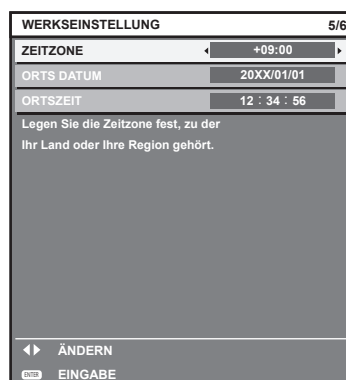 WERKSEINSTELLUNG 5/6
ZEITZONE +09:00
ORTS DATUM 20XX/01/01
ORTSZEIT 12 : 34 : 56
Legen Sie die Zeitzone fest, zu der
Ihr Land oder Ihre Region gehört.
ÄNDERN
ENTER EINGABE